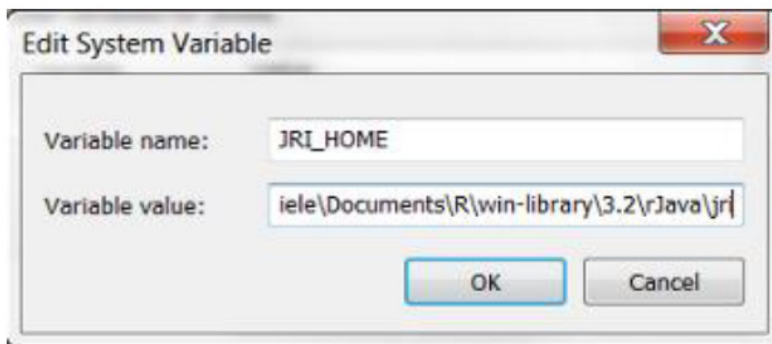 Edit System Variable
Variable name: JRI_HOME
Variable value: iele\Documents\R\win-library\3.2\rJava\jri
OK Cancel